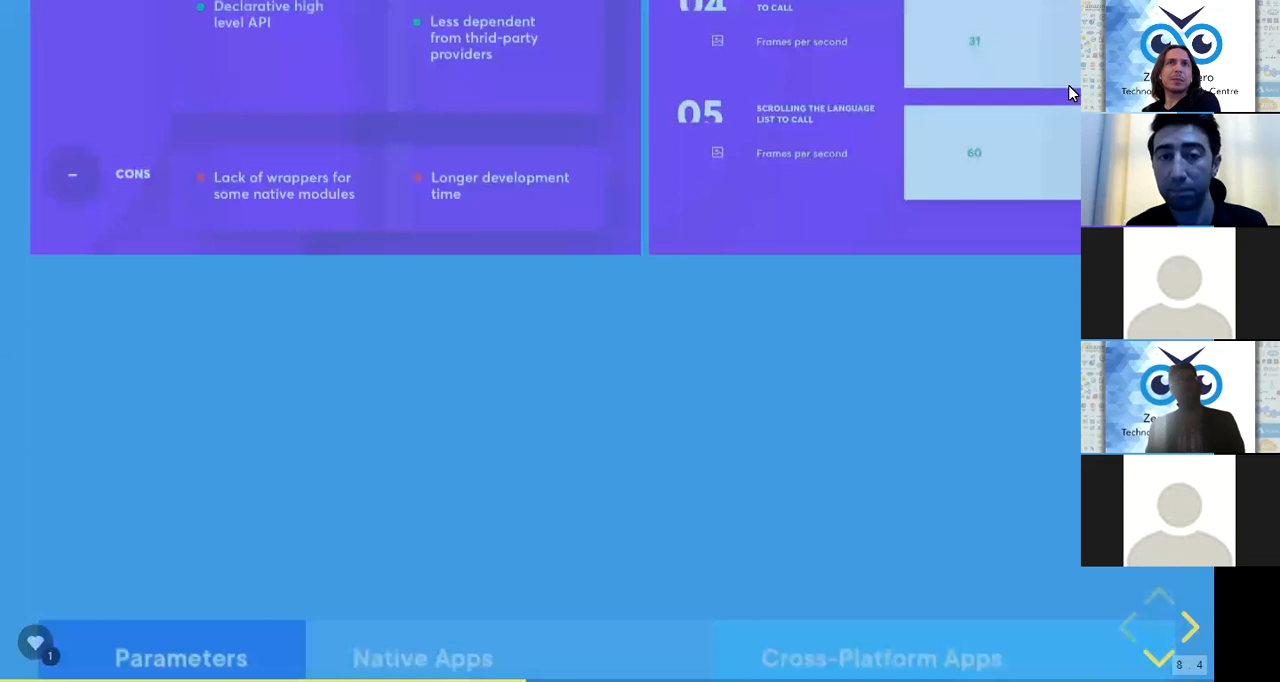 Declarative high
level API
Less dependent
from thrid-party
providers
−
CONS
Lack of wrappers for
some native modules
Longer development
time
04
TO CALL
Frames per second
31
05
SCROLLING THE LANGUAGE
LIST TO CALL
Frames per second
60
Centre
Parameters
Native Apps
Cross-Platform Apps
1
8 . 4